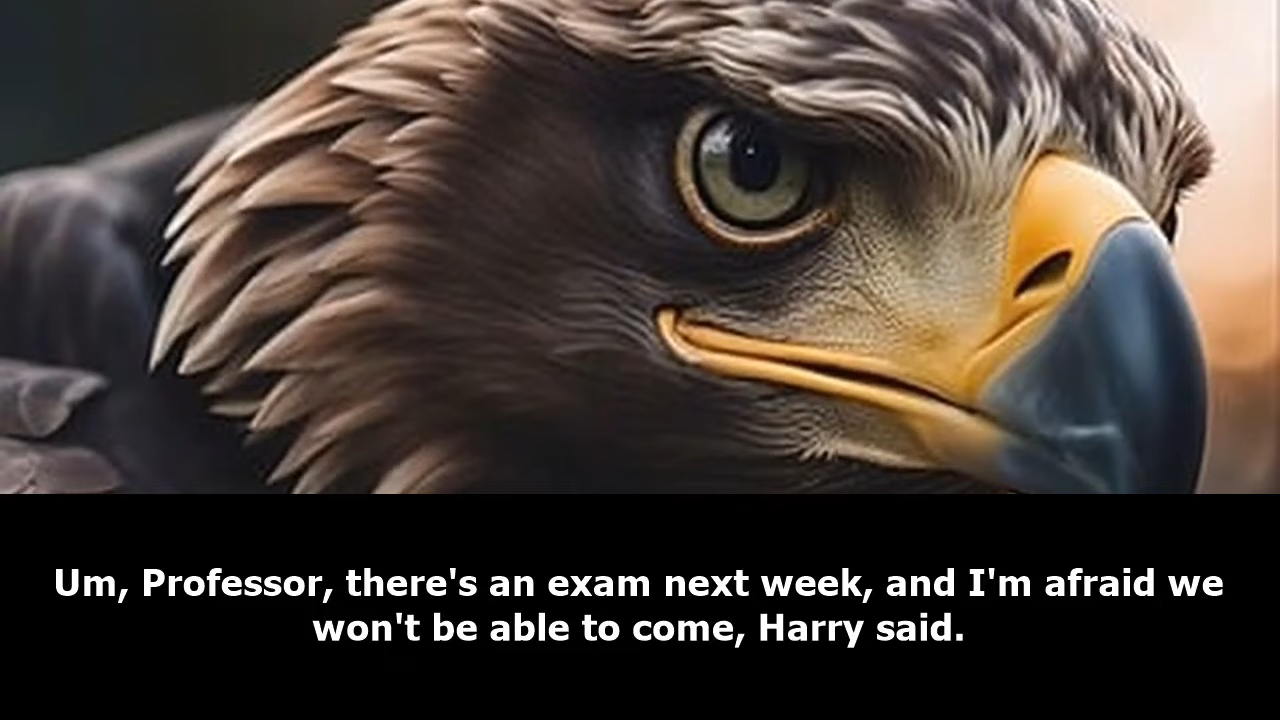 Um, Professor, there's an exam next week, and I'm afraid we
won't be able to come, Harry said.